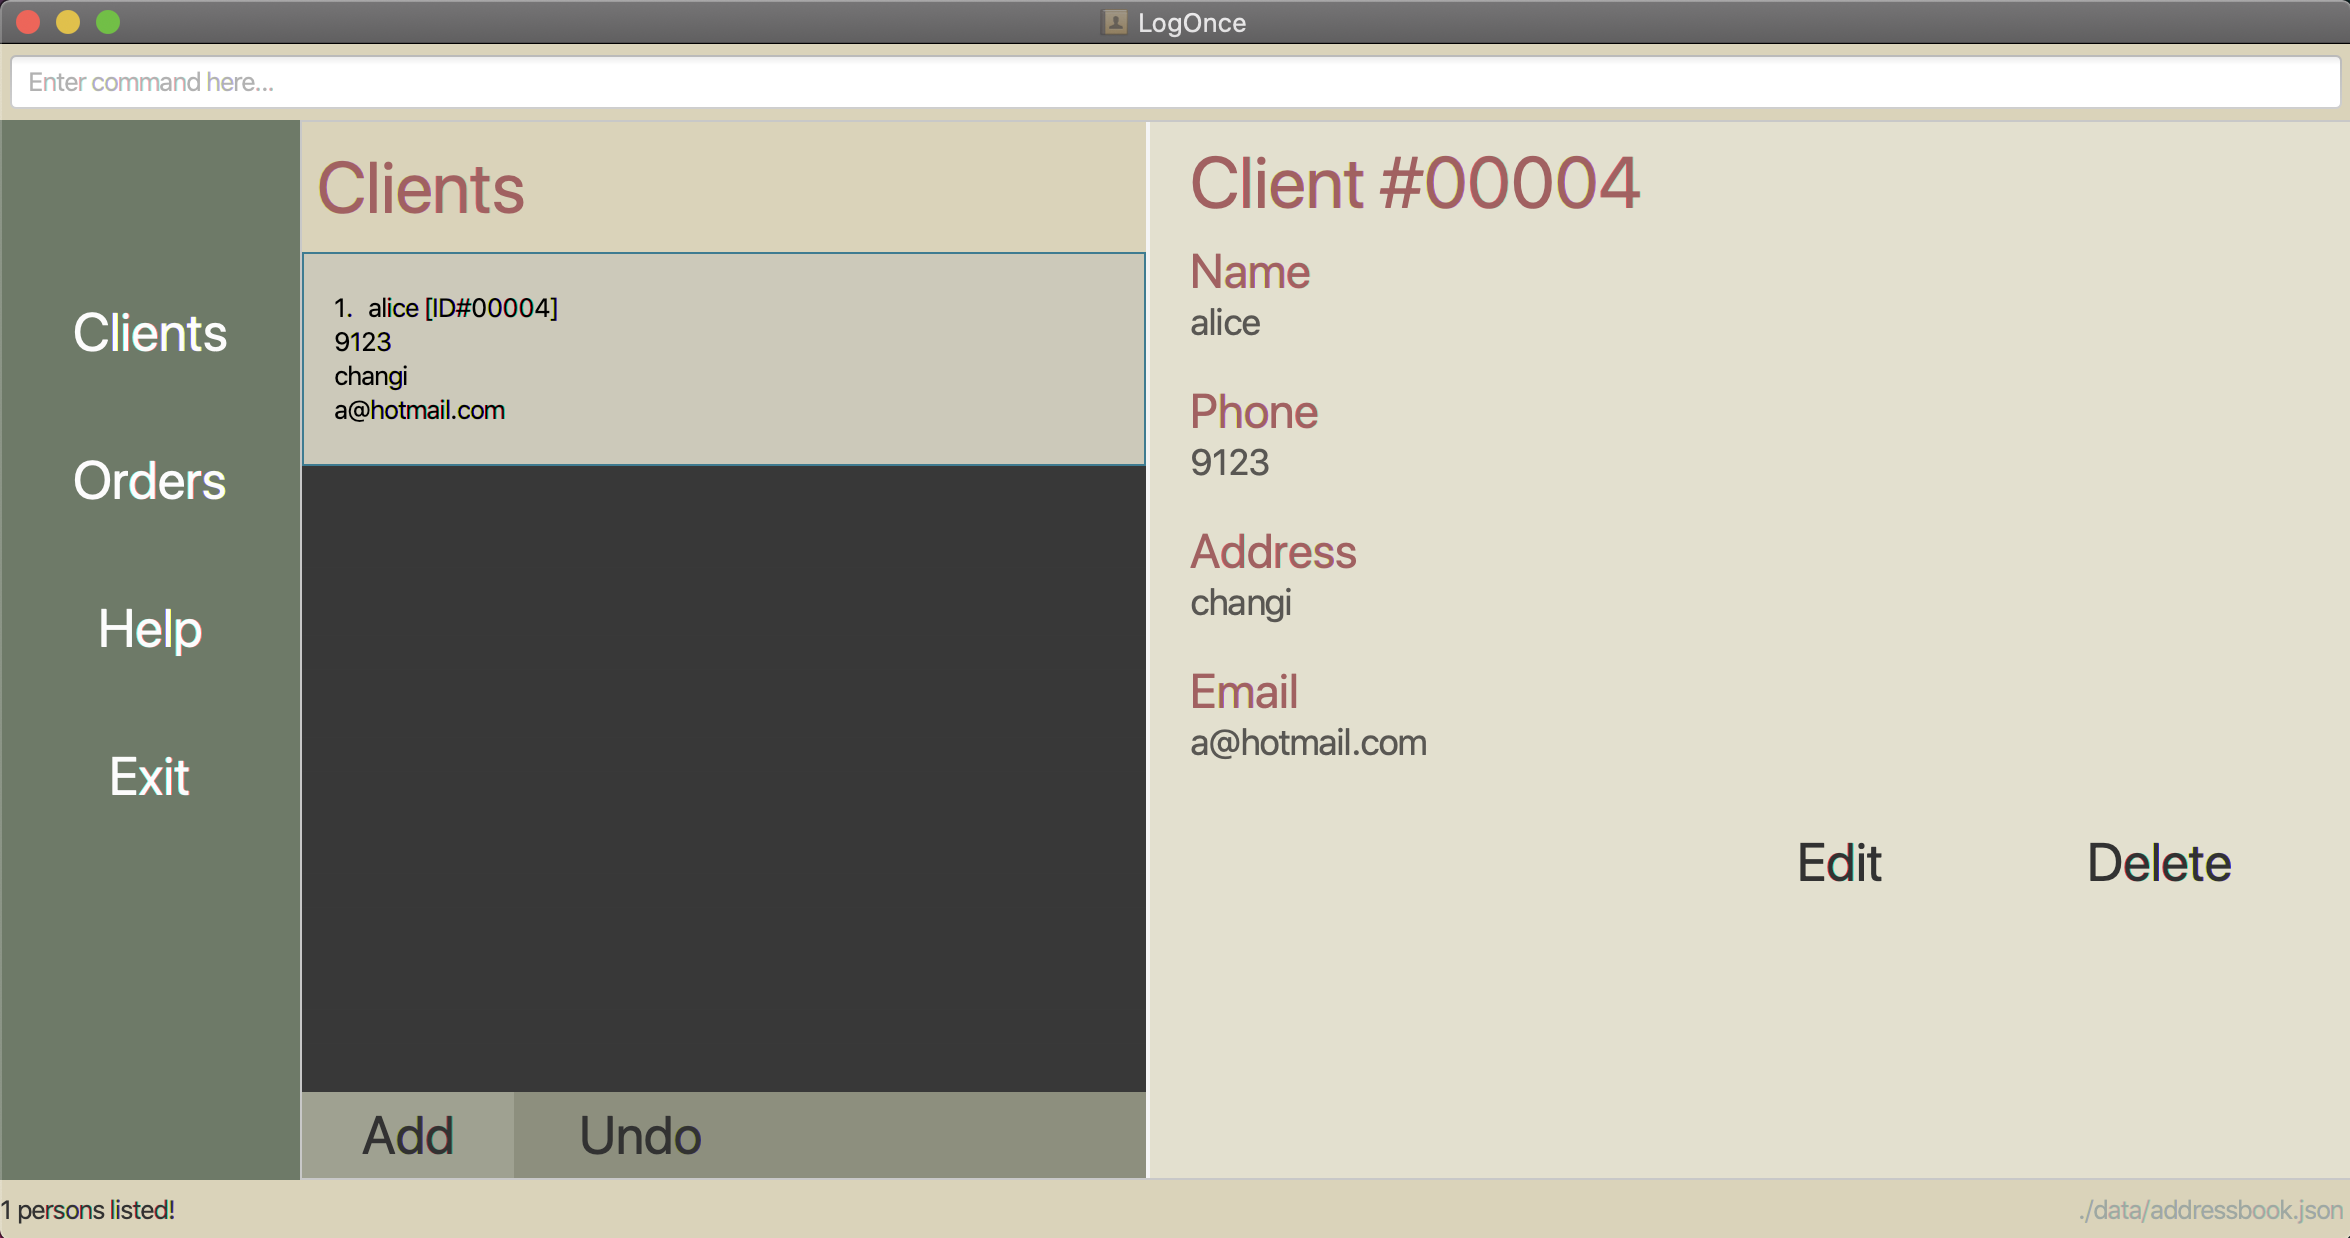 LogOnce
Enter command here...
Clients
Orders
Help
Exit
Clients
1. alice [ID#00004]
9123
changi
a@hotmail.com
Add
Undo
Client #00004
Name
alice
Phone
9123
Address
changi
Email
a@hotmail.com
Edit
Delete
1 persons listed!
./data/addressbook.json